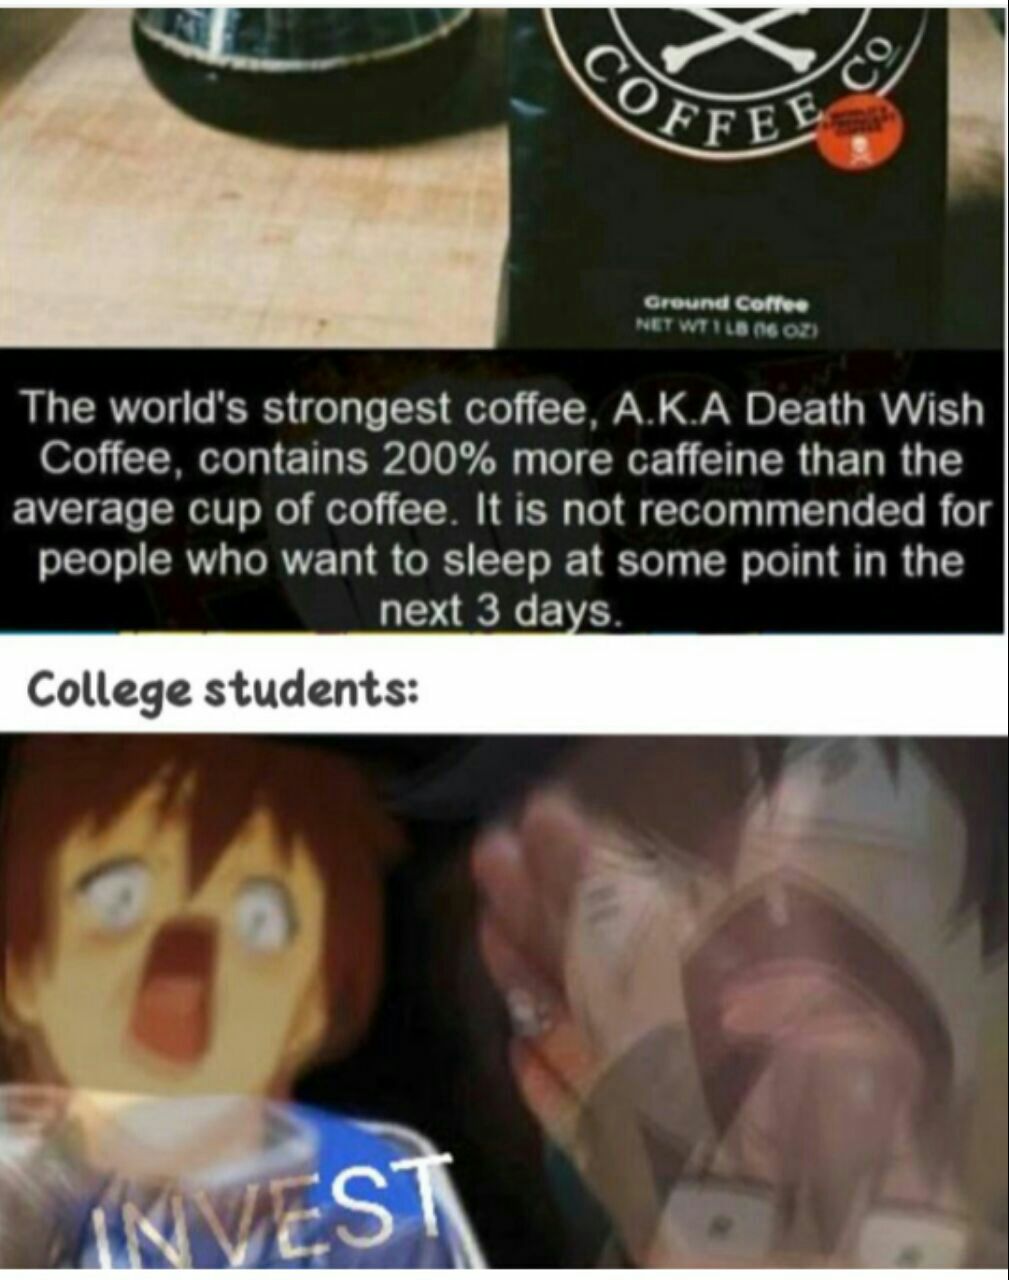 COFFEE CO
Ground Coffee
NET WT 1 LB (16 OZ)
The world's strongest coffee, A.K.A Death Wish
Coffee, contains 200% more caffeine than the
average cup of coffee. It is not recommended for
people who want to sleep at some point in the
next 3 days.
College students:
INVEST